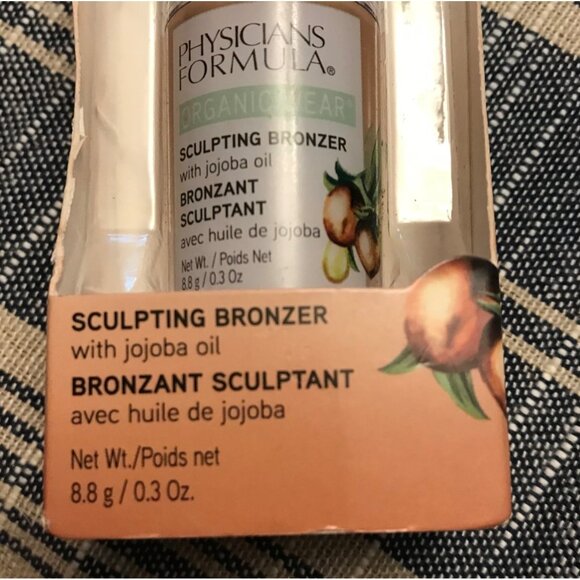 PHYSICIANS
FORMULA®
ORGANIC WEAR
SCULPTING BRONZER
with jojoba oil
BRONZANT
SCULPTANT
avec huile de jojoba
Net Wt. / Poids Net
8.8 g / 0.3 Oz
SCULPTING BRONZER
with jojoba oil
BRONZANT SCULPTANT
avec huile de jojoba
Net Wt./Poids net
8.8 g / 0.3 Oz.